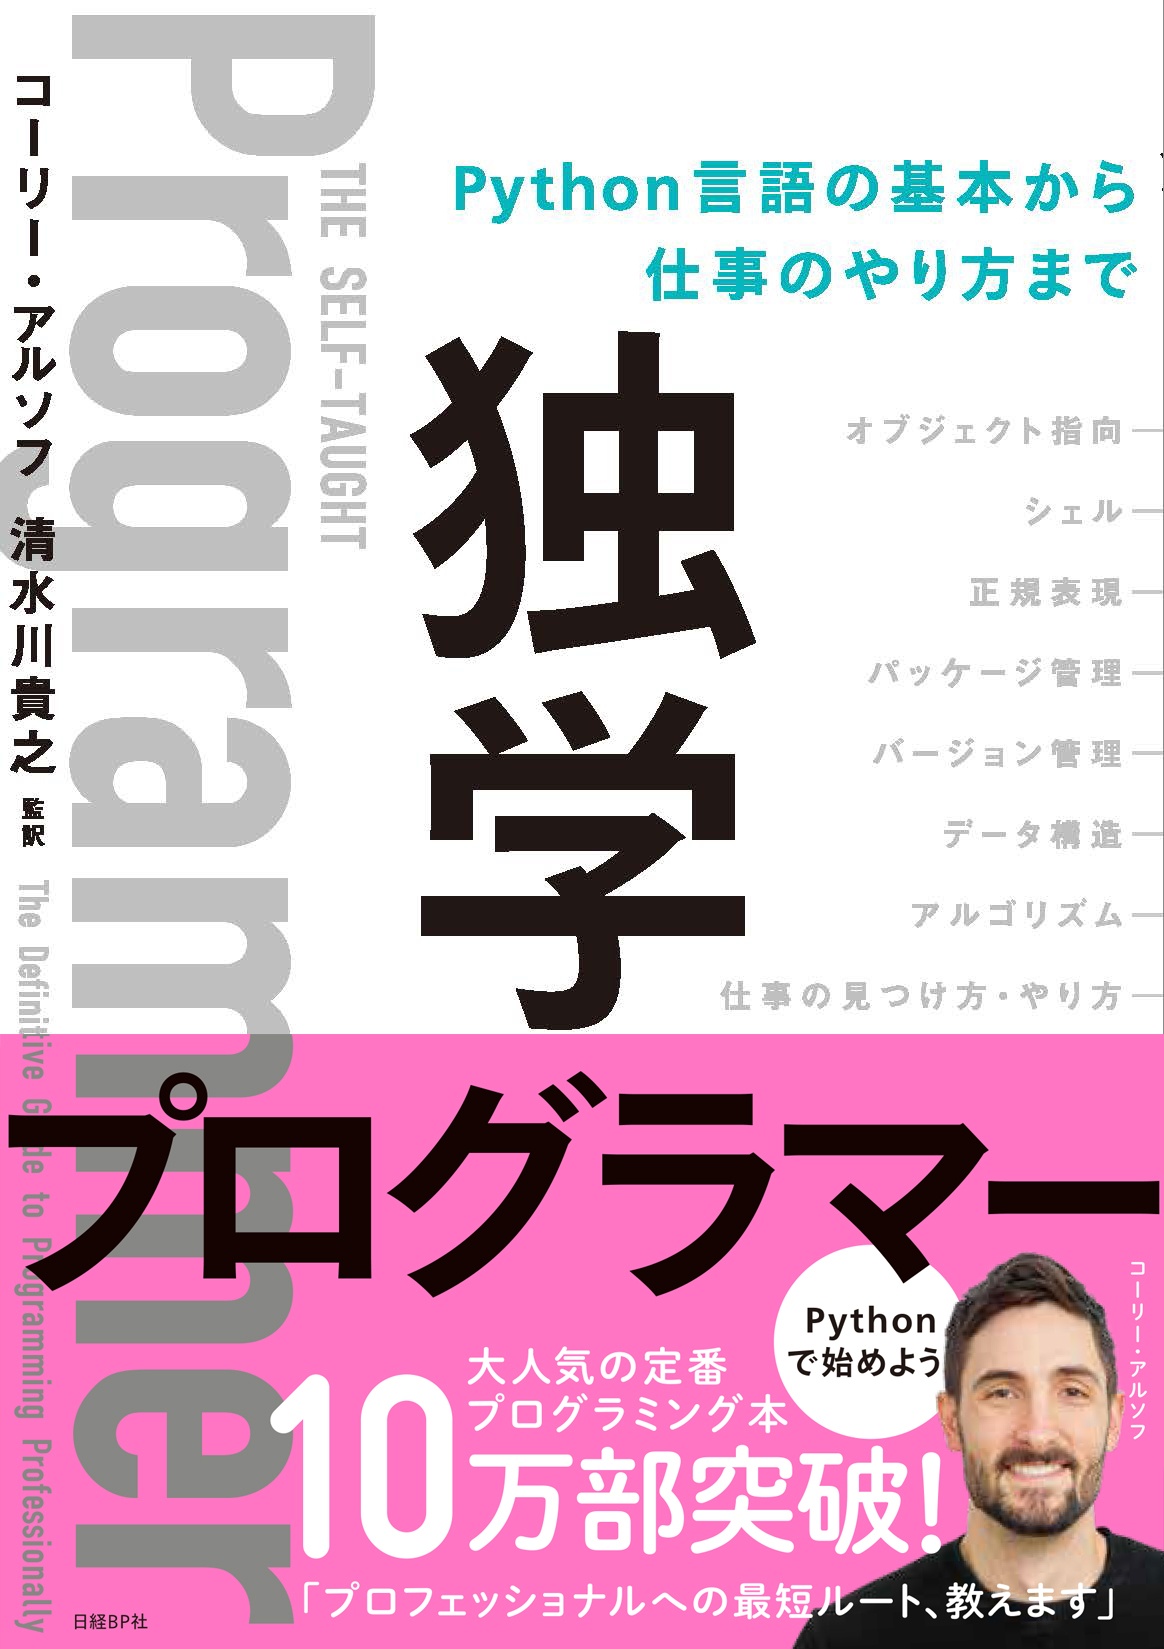 Python言語の基本から
仕事のやり方まで
独学
プログラマー
THE SELF-TAUGHT
Programmer
The Definitive Guide to Programming Professionally
コーリー・アルソフ 清水川貴之 監訳
オブジェクト指向
シェル
正規表現
パッケージ管理
バージョン管理
データ構造
アルゴリズム
仕事の見つけ方・やり方
Python
で始めよう
コーリー・アルソフ
大人気の定番
プログラミング本
10万部突破!
「プロフェッショナルへの最短ルート、教えます」
日経BP社